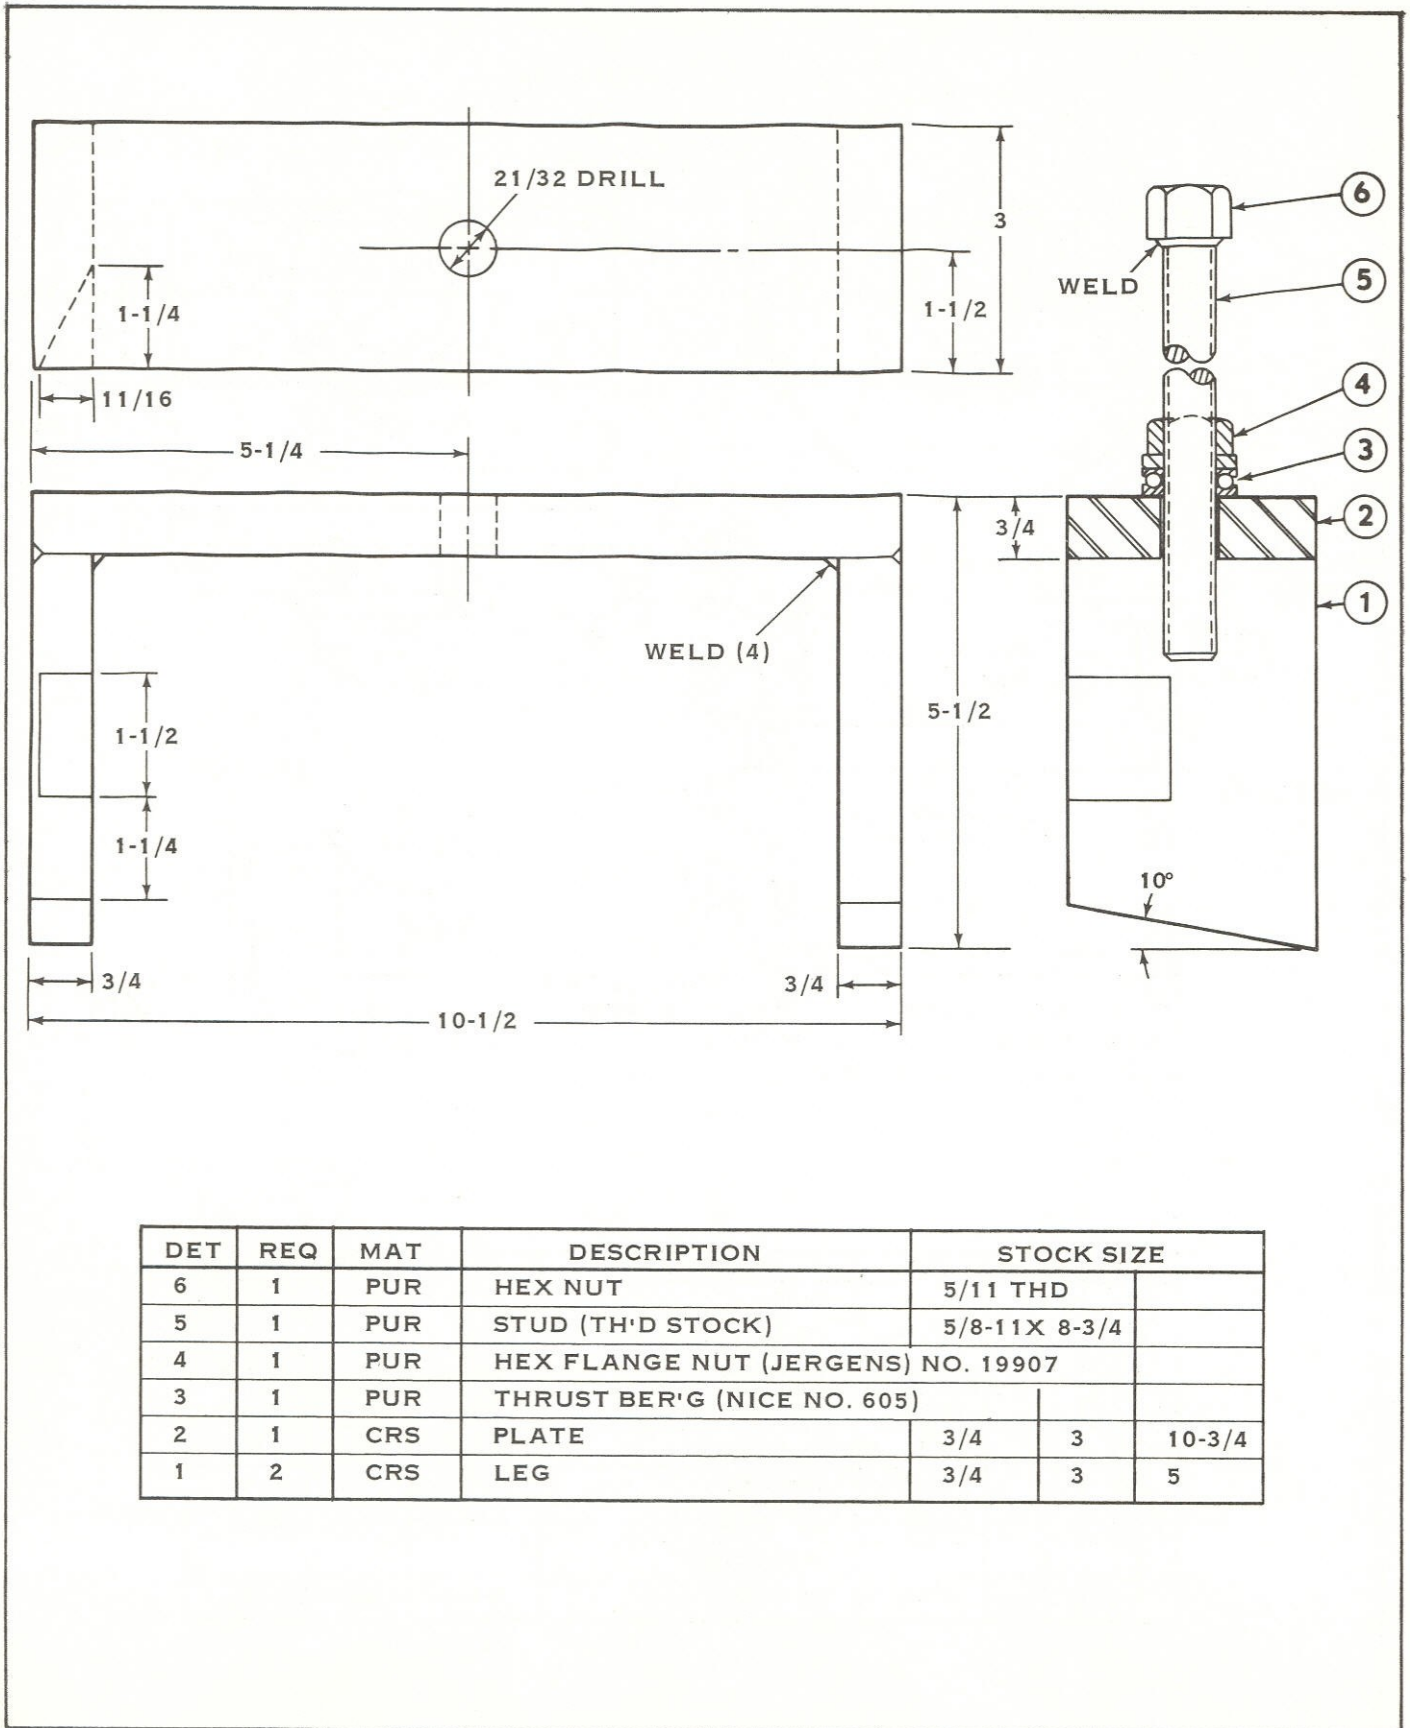 21/32 DRILL
3
1-1/4
1-1/2
11/16
5-1/4
6
WELD
5
4
3
2
1
3/4
WELD (4)
5-1/2
1-1/2
1-1/4
10°
3/4
3/4
10-1/2
DET REQ MAT DESCRIPTION STOCK SIZE
6 1 PUR HEX NUT 5/11 THD
5 1 PUR STUD (TH'D STOCK) 5/8-11X 8-3/4
4 1 PUR HEX FLANGE NUT (JERGENS) NO. 19907
3 1 PUR THRUST BER'G (NICE NO. 605)
2 1 CRS PLATE 3/4 3 10-3/4
1 2 CRS LEG 3/4 3 5